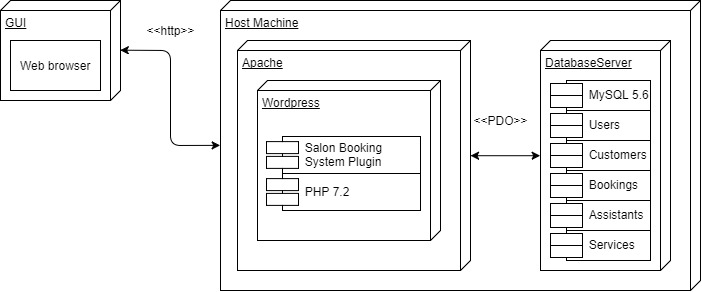 GUI
Web browser
<<http>>
Host Machine
Apache
Wordpress
Salon Booking
System Plugin
PHP 7.2
<<PDO>>
DatabaseServer
MySQL 5.6
Users
Customers
Bookings
Assistants
Services